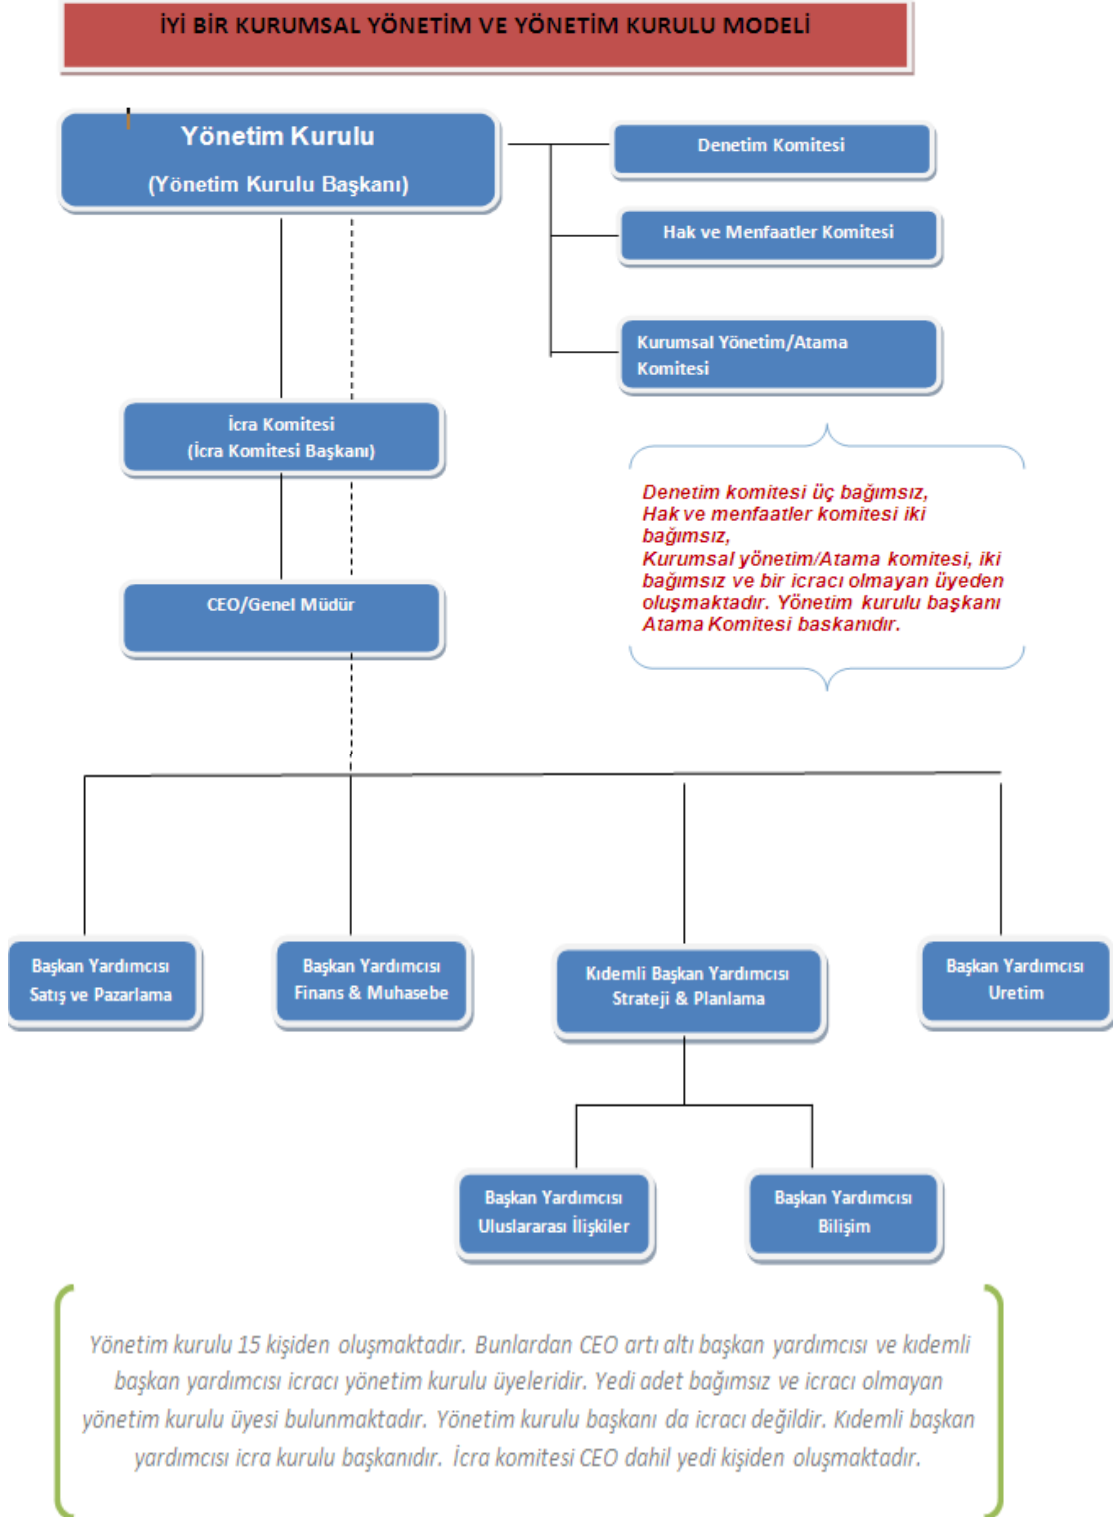 İYİ BİR KURUMSAL YÖNETİM VE YÖNETİM KURULU MODELİ
Yönetim Kurulu
(Yönetim Kurulu Başkanı)
Denetim Komitesi
Hak ve Menfaatler Komitesi
Kurumsal Yönetim/Atama
Komitesi
İcra Komitesi
(İcra Komitesi Başkanı)
Denetim komitesi üç bağımsız,
Hak ve menfaatler komitesi iki
bağımsız,
Kurumsal yönetim/Atama komitesi, iki
bağımsız ve bir icracı olmayan üyeden
oluşmaktadır. Yönetim kurulu başkanı
Atama Komitesi baskanıdır.
CEO/Genel Müdür
Başkan Yardımcısı
Satış ve Pazarlama
Başkan Yardımcısı
Finans & Muhasebe
Kıdemli Başkan Yardımcısı
Strateji & Planlama
Başkan Yardımcısı
Uretim
Başkan Yardımcısı
Uluslararası İlişkiler
Başkan Yardımcısı
Bilişim
Yönetim kurulu 15 kişiden oluşmaktadır. Bunlardan CEO artı altı başkan yardımcısı ve kıdemli
başkan yardımcısı icracı yönetim kurulu üyeleridir. Yedi adet bağımsız ve icracı olmayan
yönetim kurulu üyesi bulunmaktadır. Yönetim kurulu başkanı da icracı değildir. Kıdemli başkan
yardımcısı icra kurulu başkanıdır. İcra komitesi CEO dahil yedi kişiden oluşmaktadır.